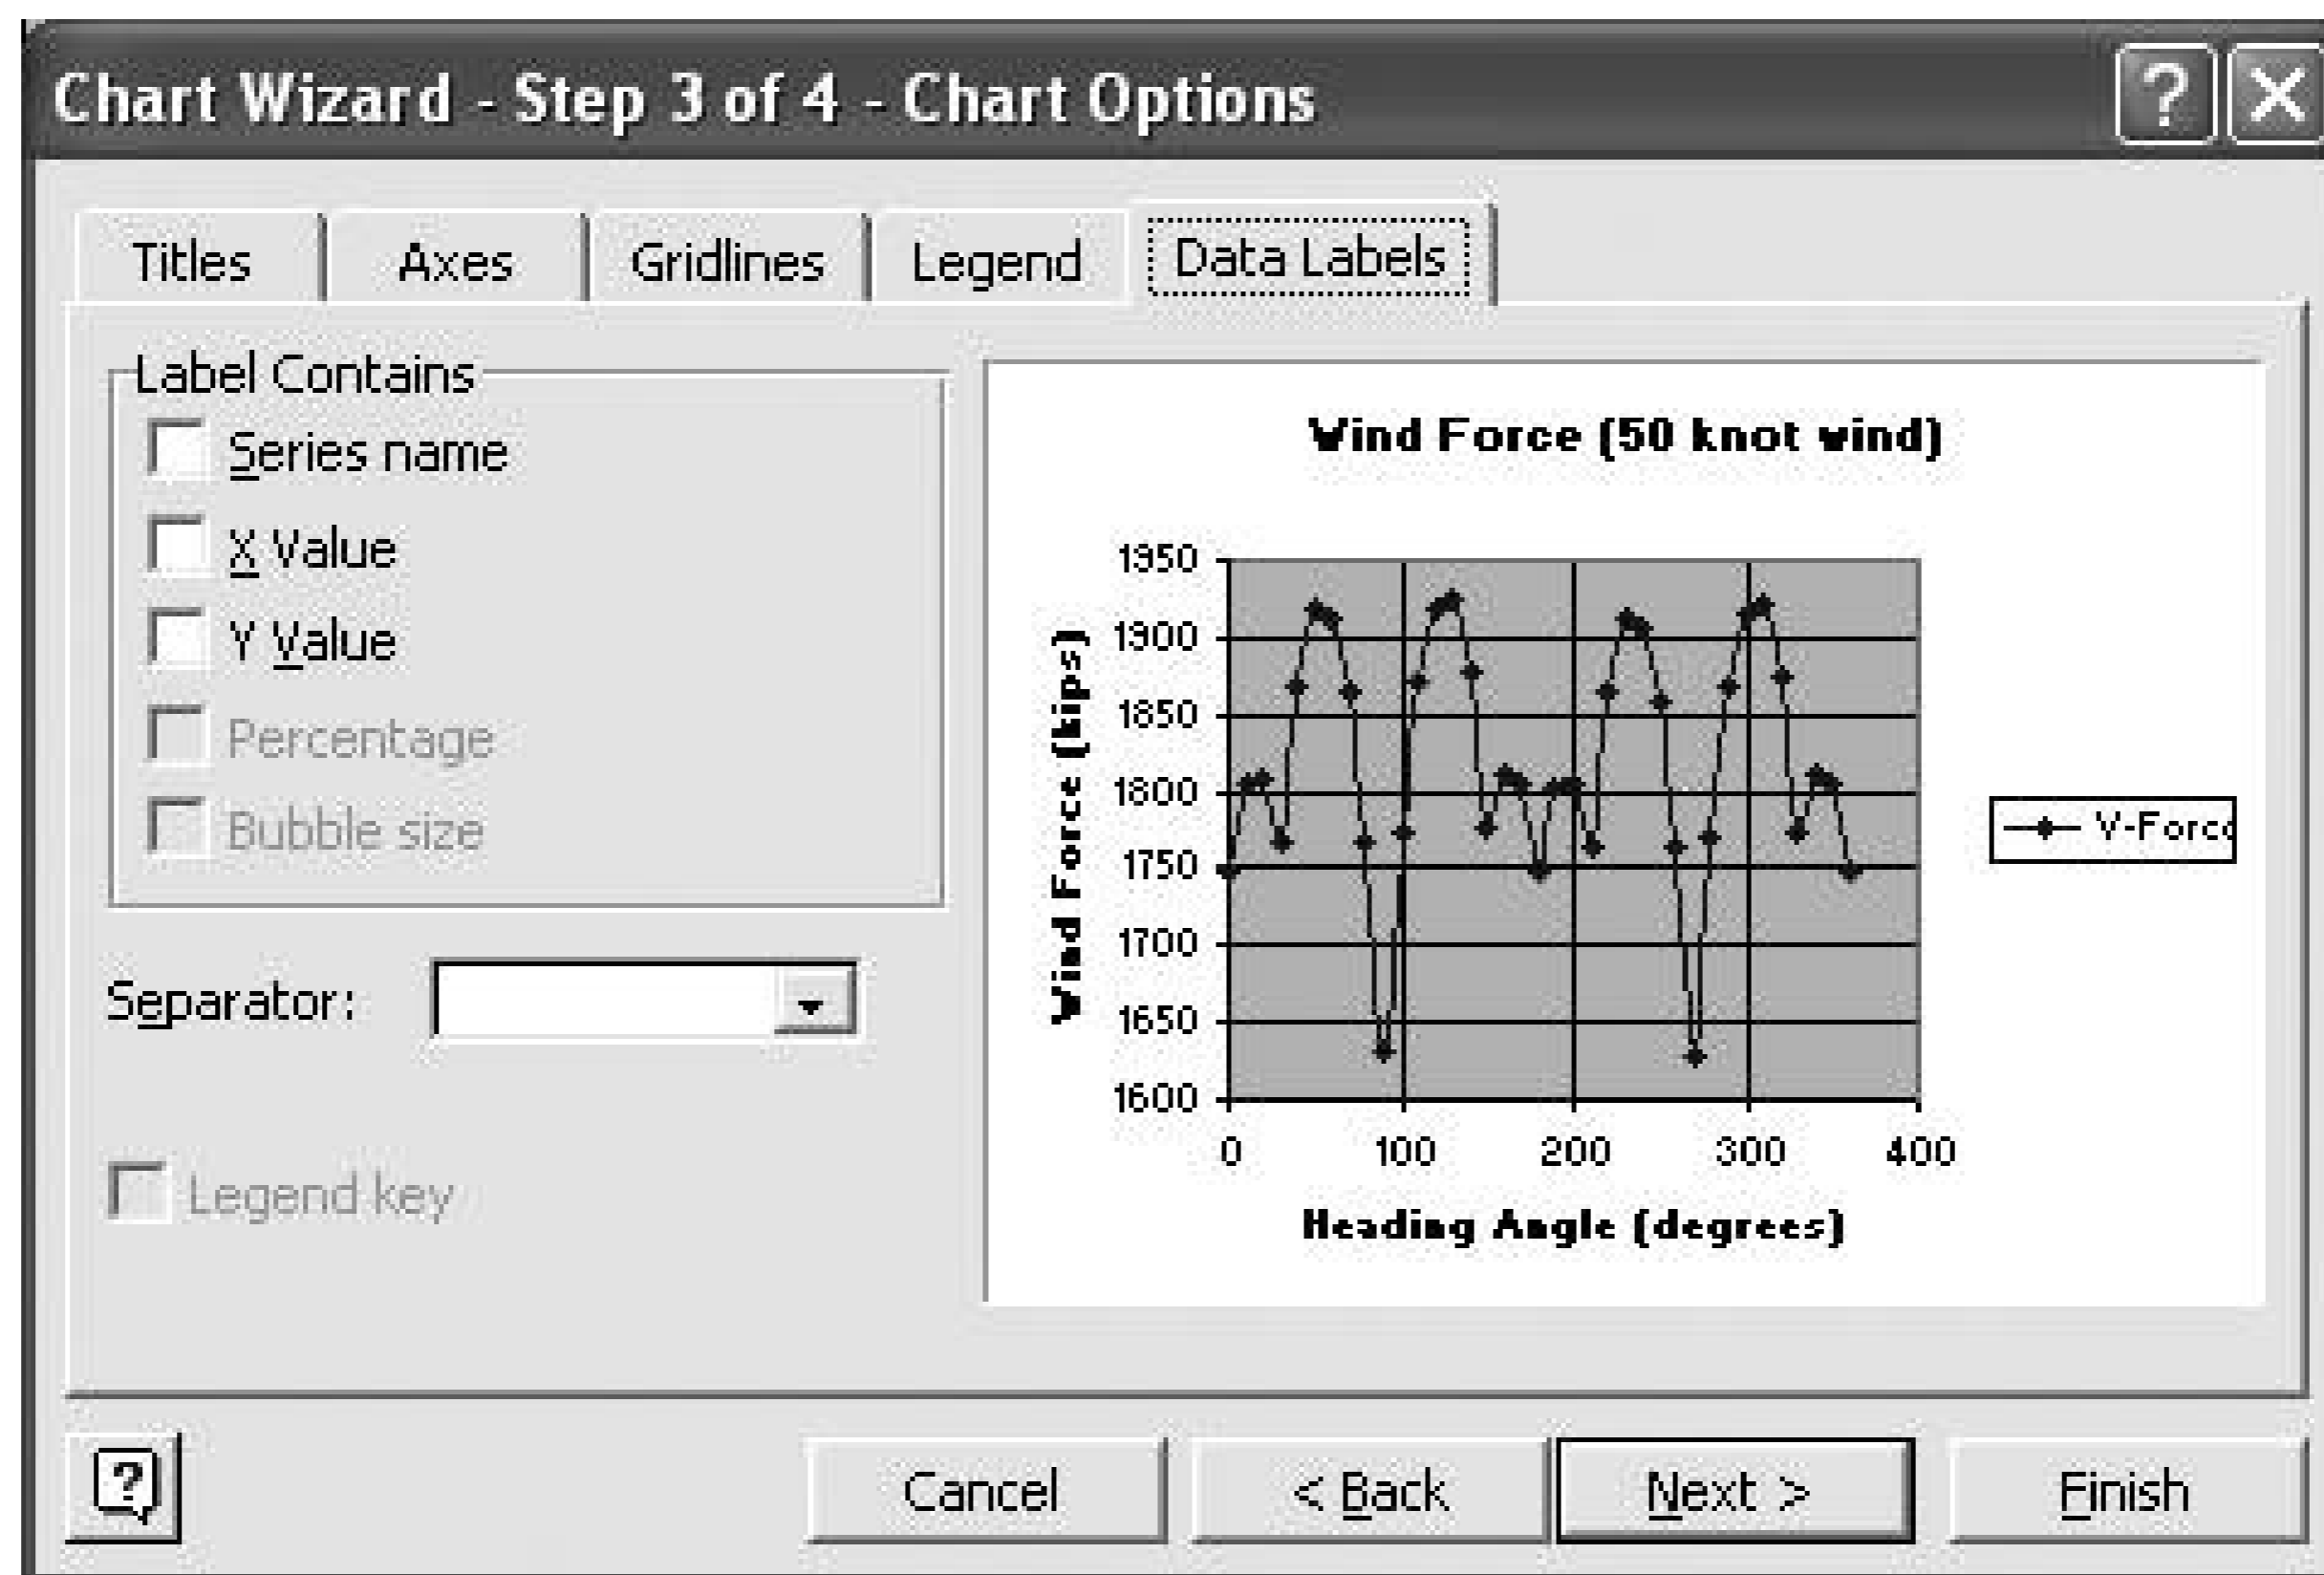 Chart Wizard - Step 3 of 4 - Chart Options
Titles Axes Gridlines Legend Data Labels
Label Contains
Series name
X Value
Y Value
Percentage
Bubble size
Separator:
Legend key
Wind Force (50 knot wind)
Wind Force (kips)
1950
1900
1850
1800
1750
1700
1650
1600
0 100 200 300 400
Heading Angle (degrees)
V-Force
Cancel < Back Next > Finish